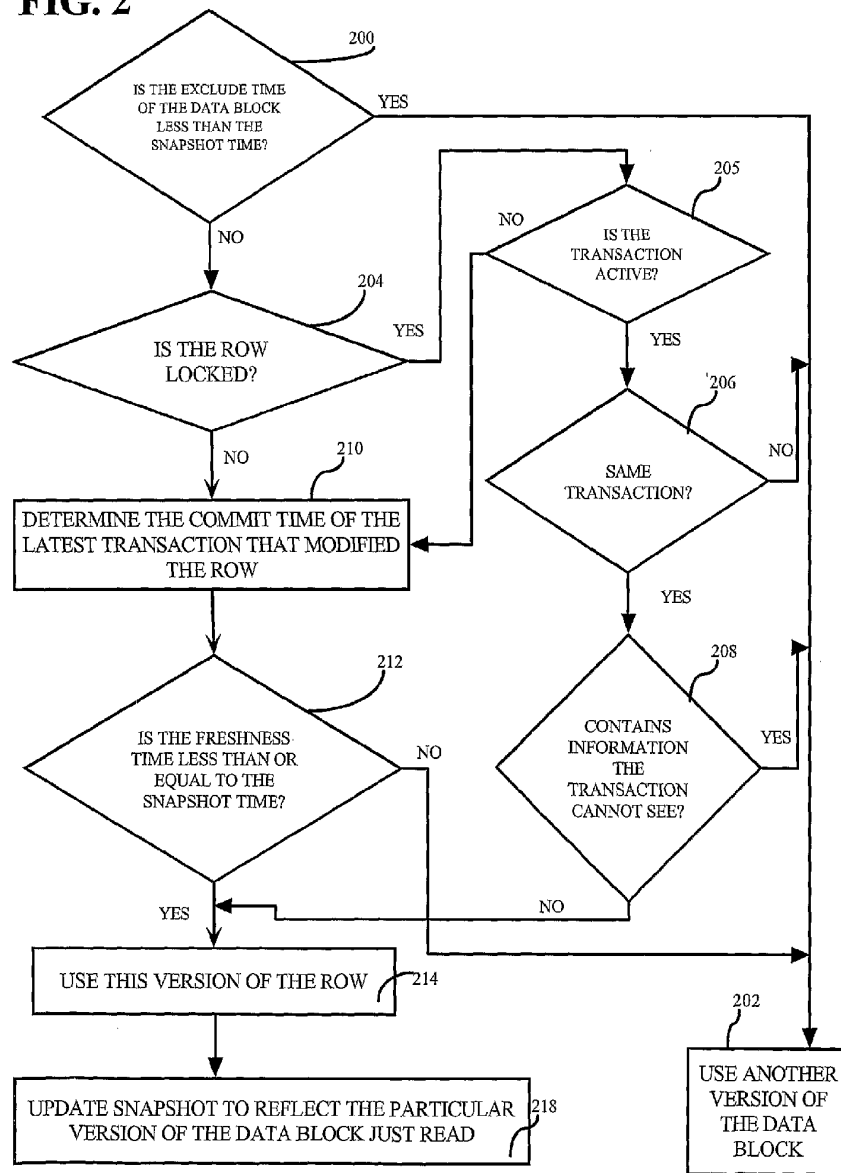 FIG. 2
200
IS THE EXCLUDE TIME
OF THE DATA BLOCK
LESS THAN THE
SNAPSHOT TIME?
YES
NO
205
NO
IS THE
TRANSACTION
ACTIVE?
YES
204
YES
IS THE ROW
LOCKED?
NO
206
SAME
TRANSACTION?
NO
YES
210
DETERMINE THE COMMIT TIME OF THE
LATEST TRANSACTION THAT MODIFIED
THE ROW
212
IS THE FRESHNESS
TIME LESS THAN OR
EQUAL TO THE
SNAPSHOT TIME?
NO
YES
208
CONTAINS
INFORMATION
THE
TRANSACTION
CANNOT SEE?
YES
NO
USE THIS VERSION OF THE ROW
214
202
USE ANOTHER
VERSION OF
THE DATA
BLOCK
UPDATE SNAPSHOT TO REFLECT THE PARTICULAR
VERSION OF THE DATA BLOCK JUST READ
218